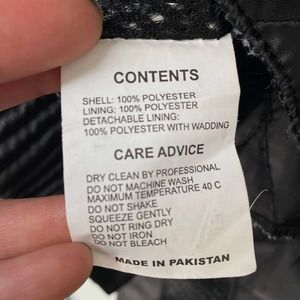 CONTENTS
SHELL: 100% POLYESTER
LINING: 100% POLYESTER
DETACHABLE LINING:
100% POLYESTER WITH WADDING
CARE ADVICE
DRY CLEAN BY PROFESSIONAL
DO NOT MACHINE WASH
MAXIMUM TEMPERATURE 40 C
DO NOT SHAKE
SQUEEZE GENTLY
DO NOT RING DRY
DO NOT IRON
DO NOT BLEACH
MADE IN PAKISTAN